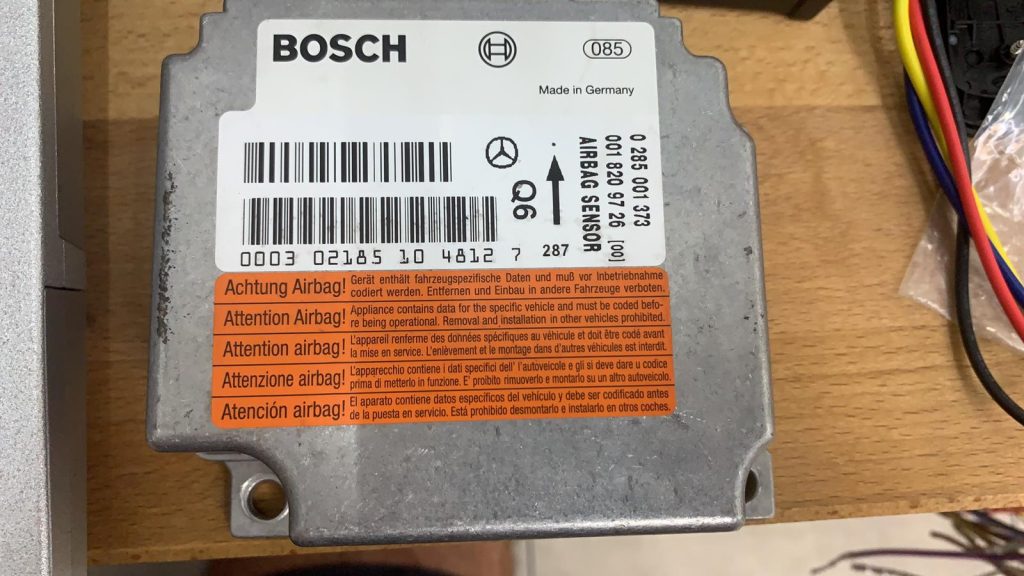 BOSCH
085
Made in Germany
0 285 001 373
001 820 97 26 [00]
AIRBAG SENSOR
Q6
287
0003 02185 10 4812 7
Achtung Airbag! Gerät enthält fahrzeugspezifische Daten und muß vor Inbetriebnahme
codiert werden. Entfernen und Einbau in andere Fahrzeuge verboten.
Attention Airbag! Appliance contains data for the specific vehicle and must be coded befo-
re being operational. Removal and installation in other vehicles prohibited.
Attention airbag! L'appareil renferme des données spécifiques au véhicule et doit être codé avant
la mise en service. L'enlèvement et le montage dans d'autres véhicules est interdit.
Attenzione airbag! L'apparecchio contiene i dati specifici dell' l'autoveicolo e gli si deve dare u codice
prima di metterlo in funzione. E' proibito rimuoverlo e montarlo su un altro autoveicolo.
Atención airbag! El aparato contiene datos especificos del vehículo y debe ser codificado antes
de la puesta en servicio. Está prohibido desmontarlo e instalarlo en otros coches.